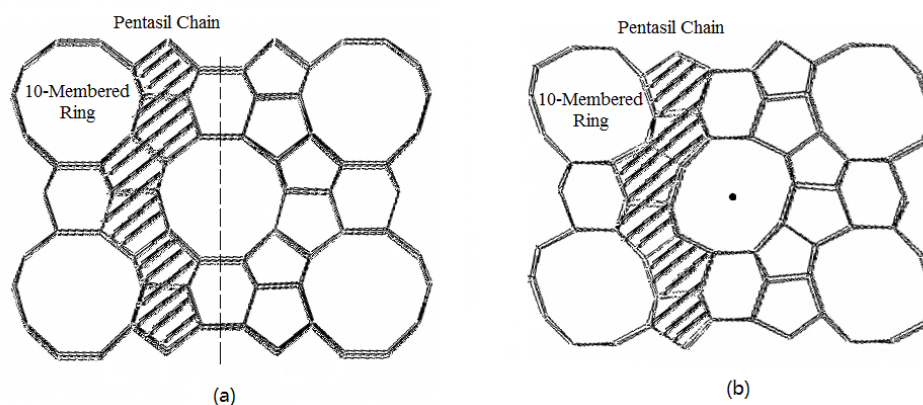 Pentasil Chain
10-Membered
Ring
(a)
Pentasil Chain
10-Membered
Ring
(b)